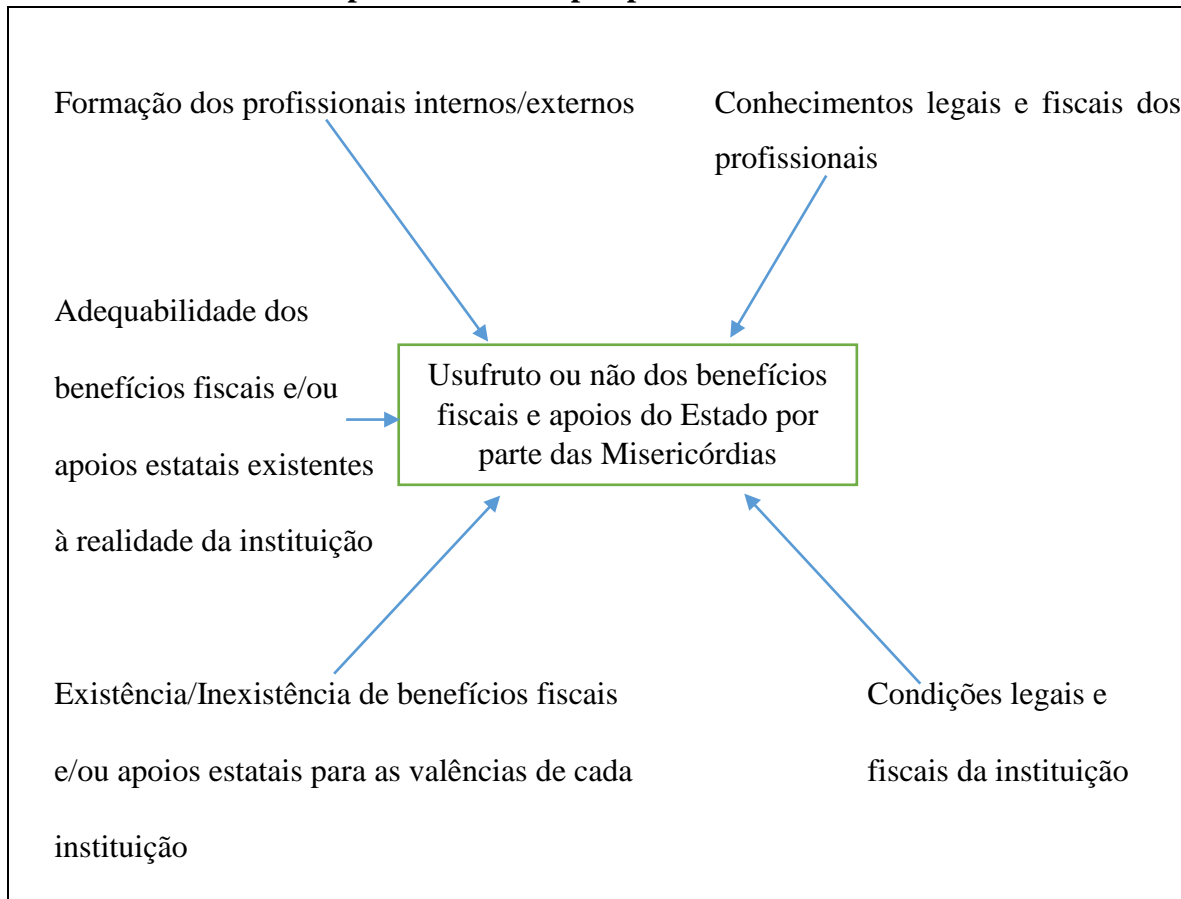 Formação dos profissionais internos/externos
Conhecimentos legais e fiscais dos
profissionais
Adequabilidade dos
benefícios fiscais e/ou
apoios estatais existentes
à realidade da instituição
Usufruto ou não dos benefícios
fiscais e apoios do Estado por
parte das Misericórdias
Existência/Inexistência de benefícios fiscais
e/ou apoios estatais para as valências de cada
instituição
Condições legais e
fiscais da instituição